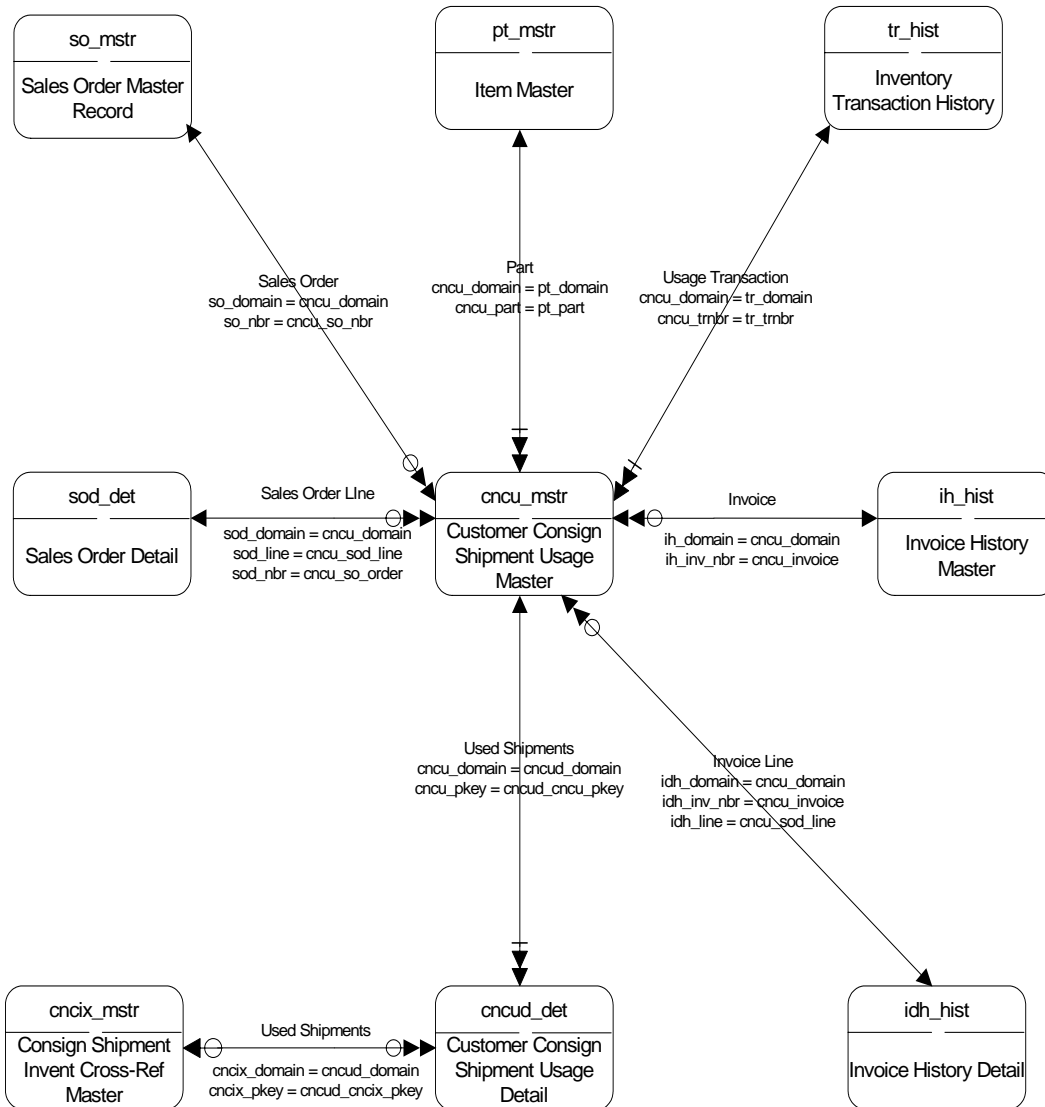 so_mstr
Sales Order Master
Record
pt_mstr
Item Master
tr_hist
Inventory
Transaction History
Sales Order
so_domain = cncu_domain
so_nbr = cncu_so_nbr
Part
cncu_domain = pt_domain
cncu_part = pt_part
Usage Transaction
cncu_domain = tr_domain
cncu_trnbr = tr_trnbr
sod_det
Sales Order Detail
Sales Order LIne
sod_domain = cncu_domain
sod_line = cncu_sod_line
sod_nbr = cncu_so_order
cncu_mstr
Customer Consign
Shipment Usage
Master
Invoice
ih_domain = cncu_domain
ih_inv_nbr = cncu_invoice
ih_hist
Invoice History
Master
Used Shipments
cncu_domain = cncud_domain
cncu_pkey = cncud_cncu_pkey
Invoice Line
idh_domain = cncu_domain
idh_inv_nbr = cncu_invoice
idh_line = cncu_sod_line
cncix_mstr
Consign Shipment
Invent Cross-Ref
Master
Used Shipments
cncix_domain = cncud_domain
cncix_pkey = cncud_cncix_pkey
cncud_det
Customer Consign
Shipment Usage
Detail
idh_hist
Invoice History Detail